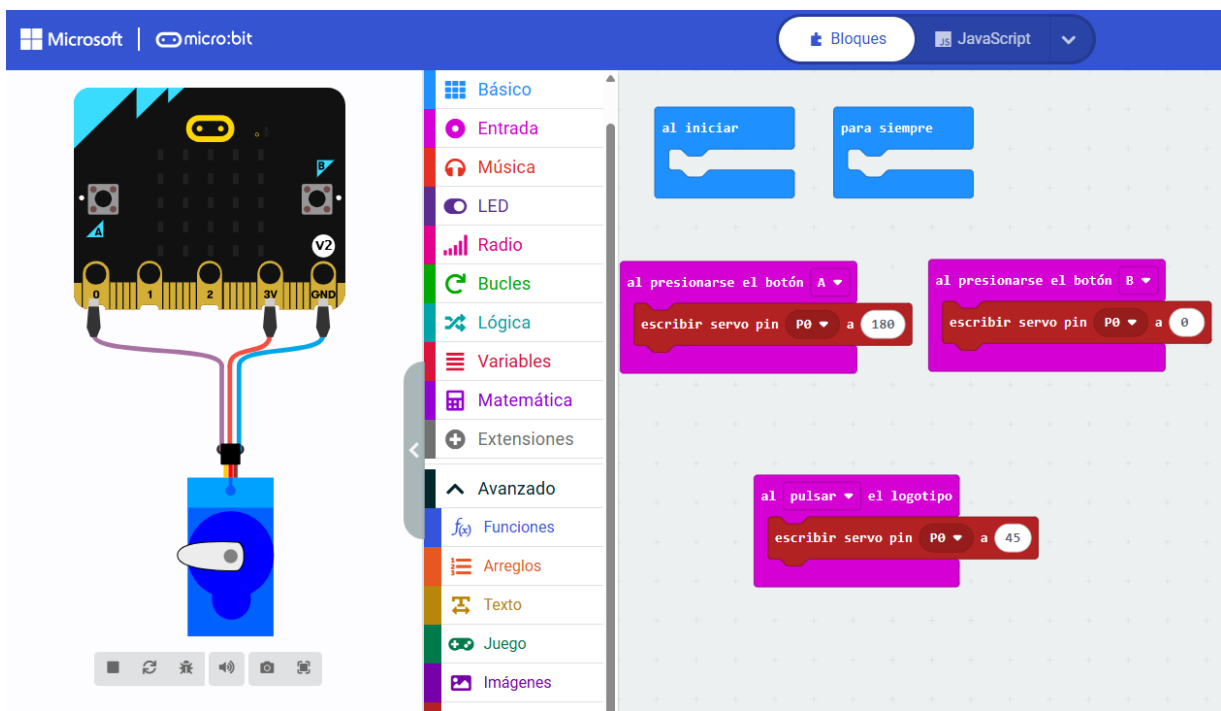 Microsoft
micro:bit
Bloques
JS JavaScript
B
A
V2
0 1 2 3V GND
Básico
Entrada
Música
LED
Radio
Bucles
Lógica
Variables
Matemática
Extensiones
Avanzado
f(x) Funciones
Arreglos
Texto
Juego
Imágenes
al iniciar
para siempre
al presionarse el botón A
escribir servo pin P0 a 180
al presionarse el botón B
escribir servo pin P0 a 0
al pulsar el logotipo
escribir servo pin P0 a 45